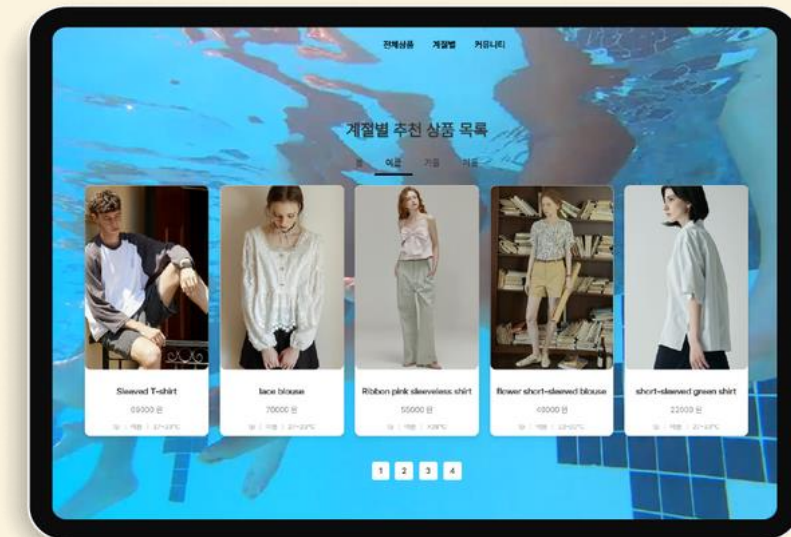 전체상품 계절별 커뮤니티
계절별 추천 상품 목록
봄 여름 가을 겨울
Sleeved T-shirt
lace blouse
Ribbon pink sleeveless shirt
flower short-sleeved blouse
short-sleeved green shirt
70000 원
55000 원
22000 원
1 2 3 4